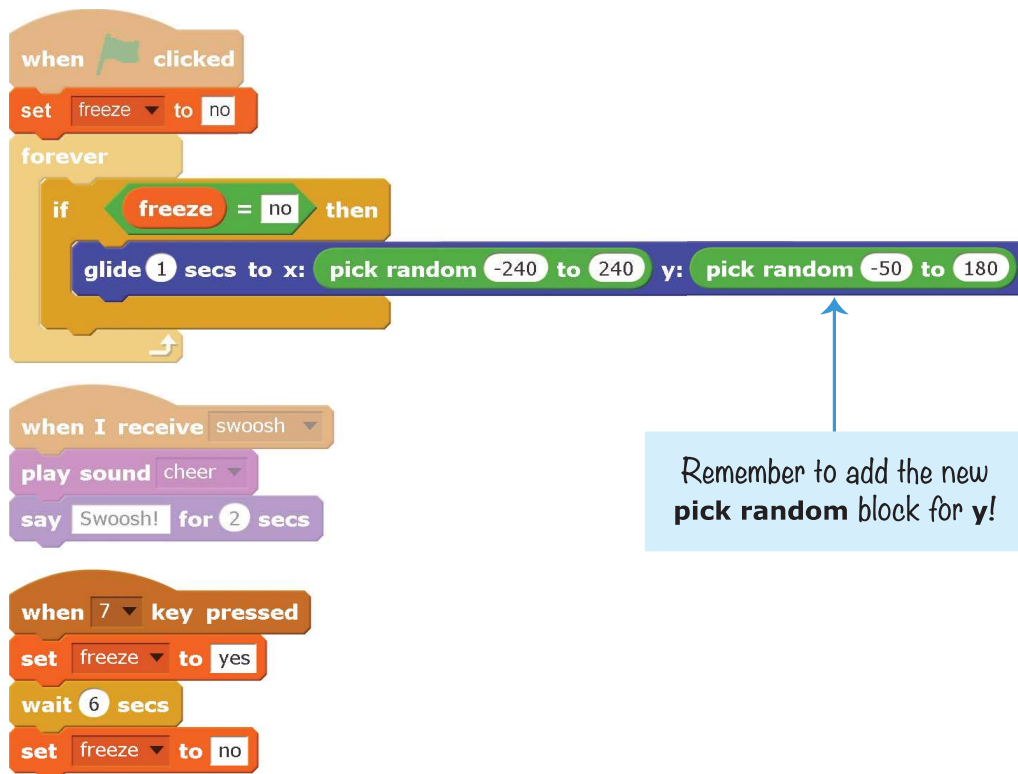 when clicked
set freeze to no
forever
if freeze = no then
glide 1 secs to x: pick random -240 to 240 y: pick random -50 to 180
when I receive swoosh
play sound cheer
say Swoosh! for 2 secs
Remember to add the new
pick random block for y!
when 7 key pressed
set freeze to yes
wait 6 secs
set freeze to no